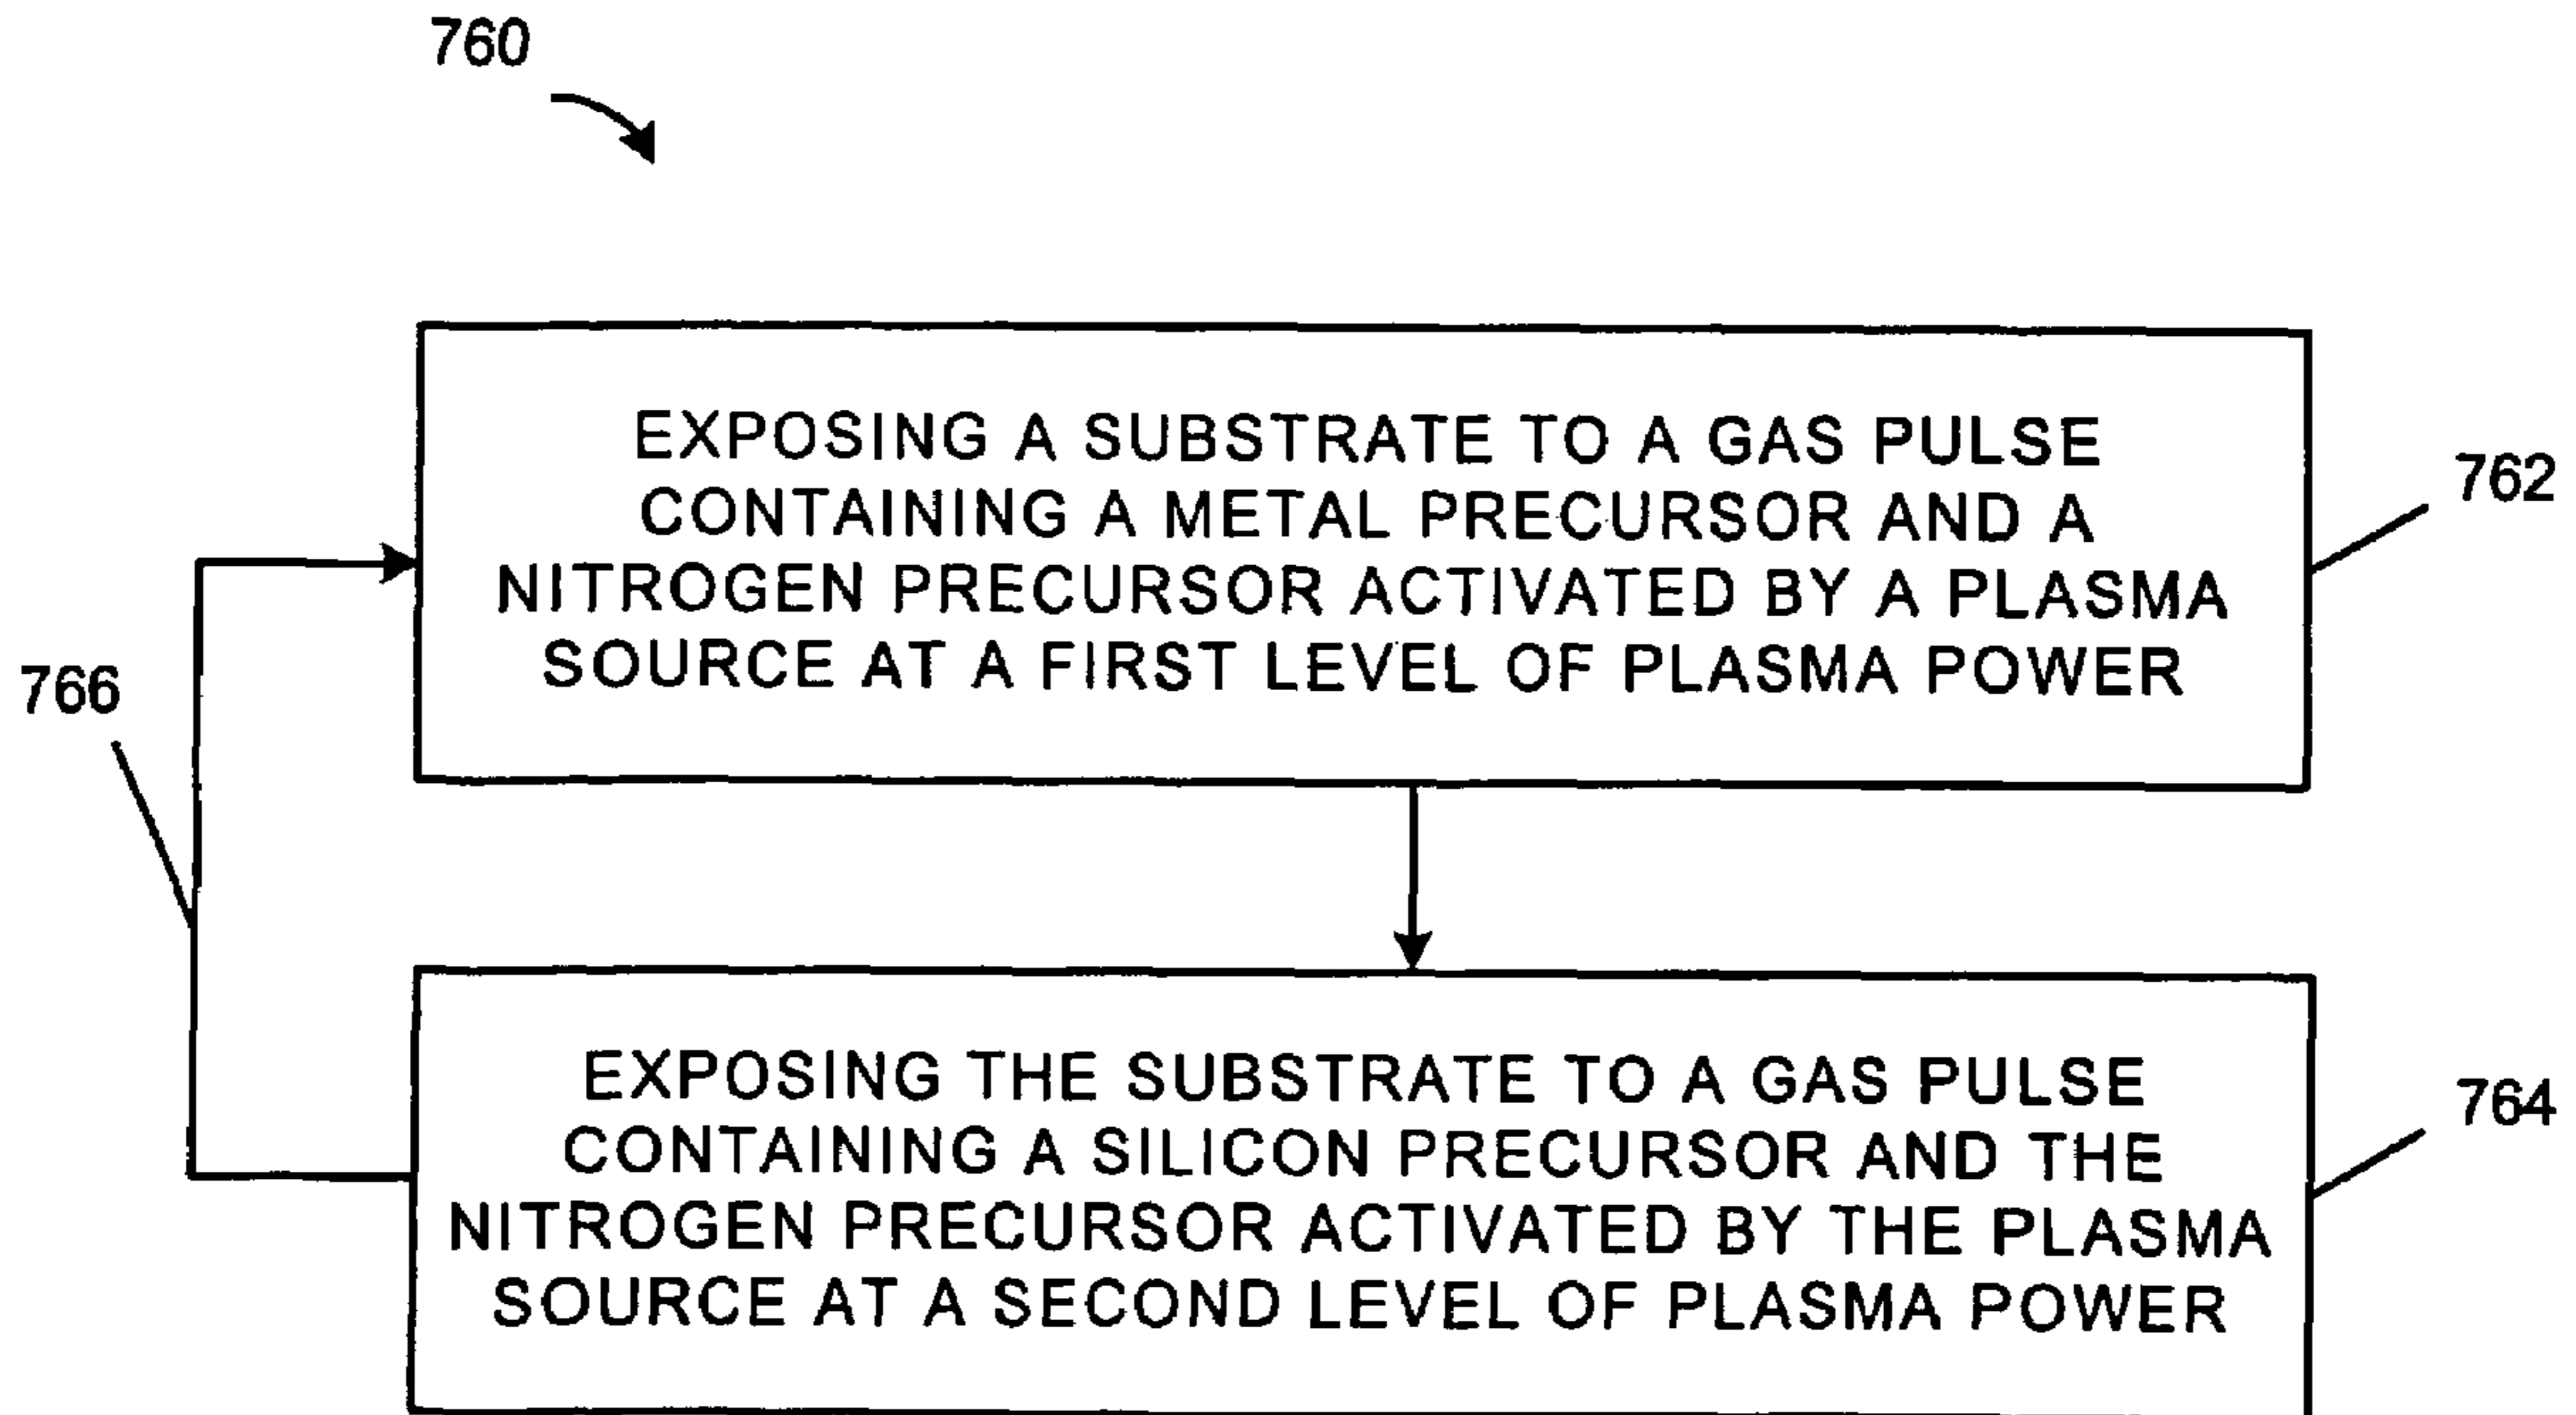 760
EXPOSING A SUBSTRATE TO A GAS PULSE
CONTAINING A METAL PRECURSOR AND A
NITROGEN PRECURSOR ACTIVATED BY A PLASMA
SOURCE AT A FIRST LEVEL OF PLASMA POWER
762
766
EXPOSING THE SUBSTRATE TO A GAS PULSE
CONTAINING A SILICON PRECURSOR AND THE
NITROGEN PRECURSOR ACTIVATED BY THE PLASMA
SOURCE AT A SECOND LEVEL OF PLASMA POWER
764